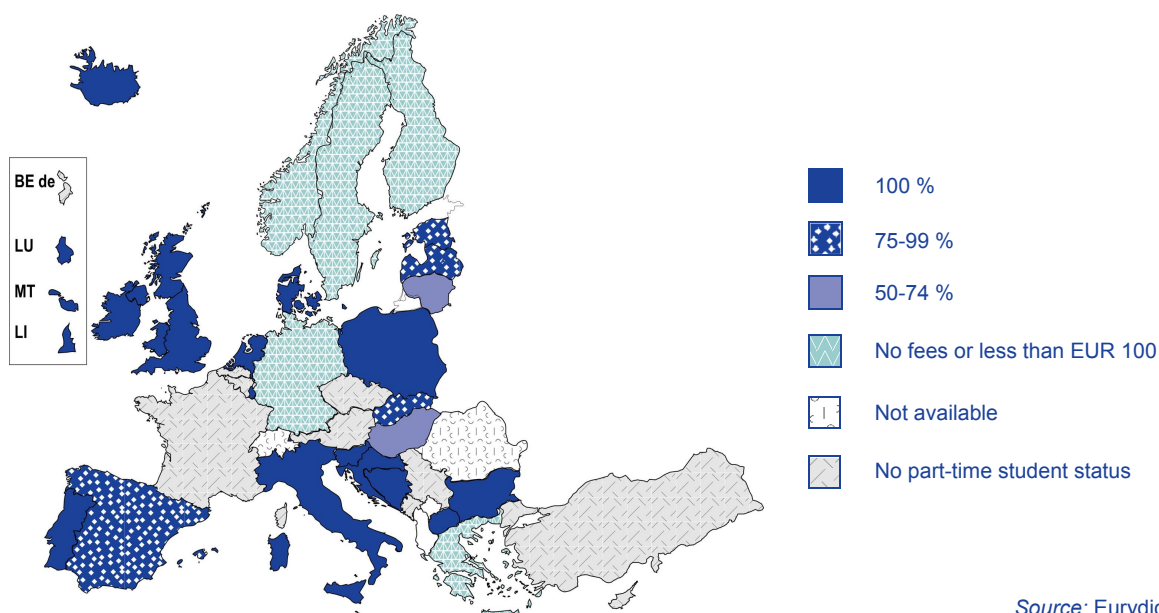 BE de
LU
MT
LI
100 %
75-99 %
50-74 %
No fees or less than EUR 100
Not available
No part-time student status
Source: